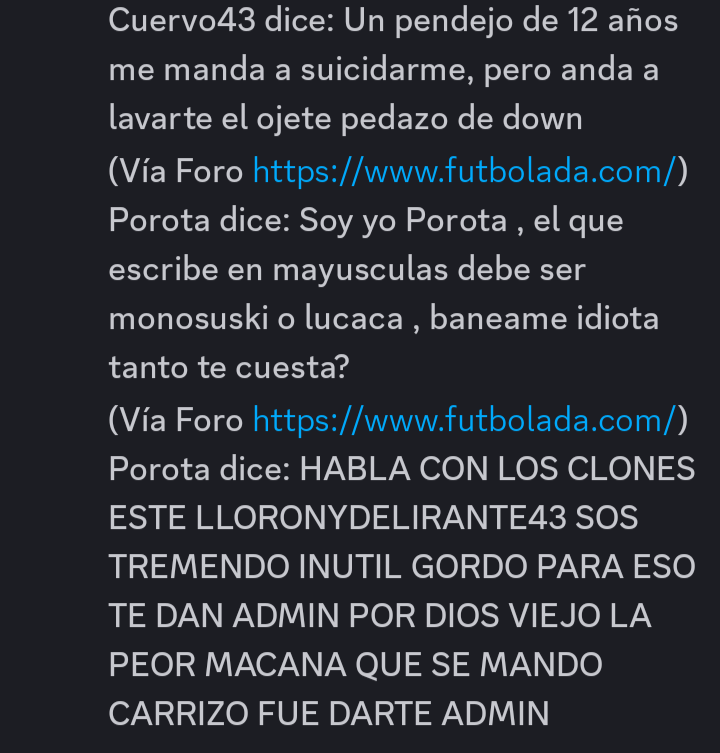 Cuervo43 dice: Un pendejo de 12 años
me manda a suicidarme, pero anda a
lavarte el ojete pedazo de down
(Vía Foro https://www.futbolada.com/)
Porota dice: Soy yo Porota , el que
escribe en mayusculas debe ser
monosuski o lucaca , baneame idiota
tanto te cuesta?
(Vía Foro https://www.futbolada.com/)
Porota dice: HABLA CON LOS CLONES
ESTE LLORONYDELIRANTE43 SOS
TREMENDO INUTIL GORDO PARA ESO
TE DAN ADMIN POR DIOS VIEJO LA
PEOR MACANA QUE SE MANDO
CARRIZO FUE DARTE ADMIN